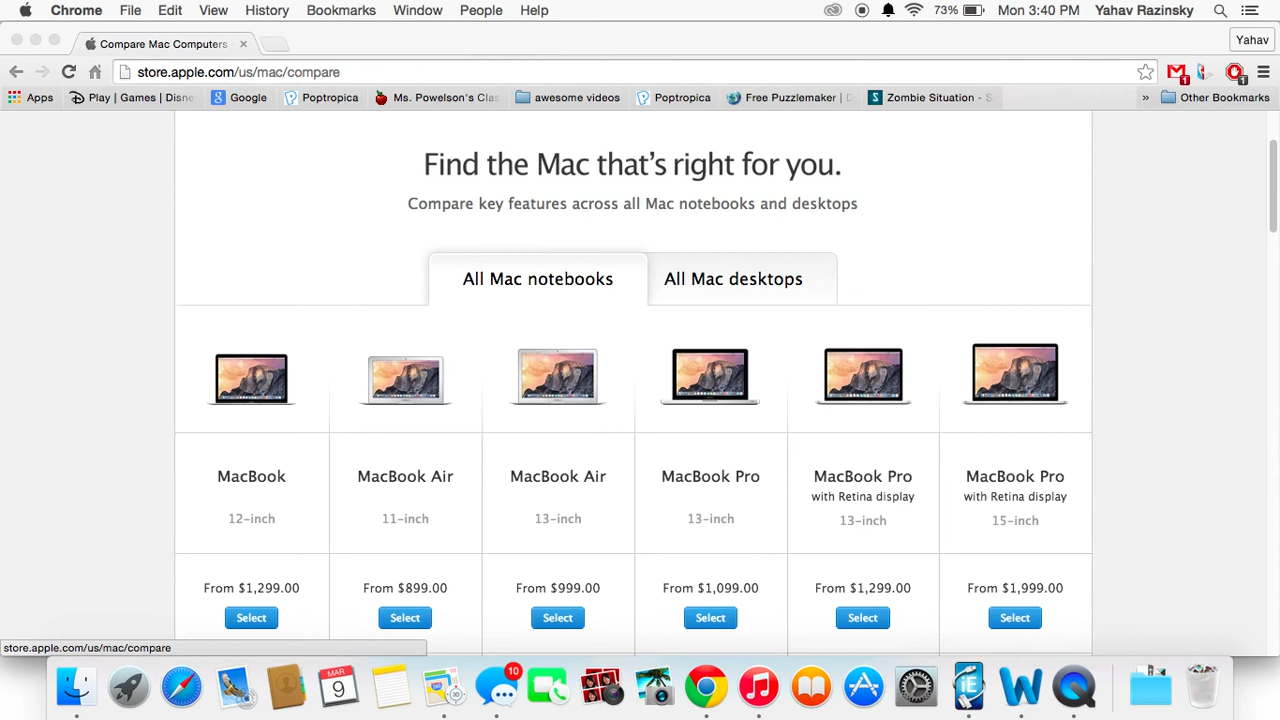 Chrome File Edit View History Bookmarks Window People Help 73% Mon 3:40 PM Yahav Razinsky
Compare Mac Computers Yahav
store.apple.com/us/mac/compare 1 1
Apps Play | Games | Disne Google Poptropica Ms. Powelson's Clas awesome videos Poptropica Free Puzzlemaker | D Zombie Situation - S » Other Bookmarks
Find the Mac that's right for you.
Compare key features across all Mac notebooks and desktops
All Mac notebooks All Mac desktops
MacBook MacBook Air MacBook Air MacBook Pro MacBook Pro MacBook Pro
with Retina display with Retina display
12-inch 11-inch 13-inch 13-inch 13-inch 15-inch
From $1,299.00 From $899.00 From $999.00 From $1,099.00 From $1,299.00 From $1,999.00
Select Select Select Select Select Select
store.apple.com/us/mac/compare
MAR 10
9 3D iE W